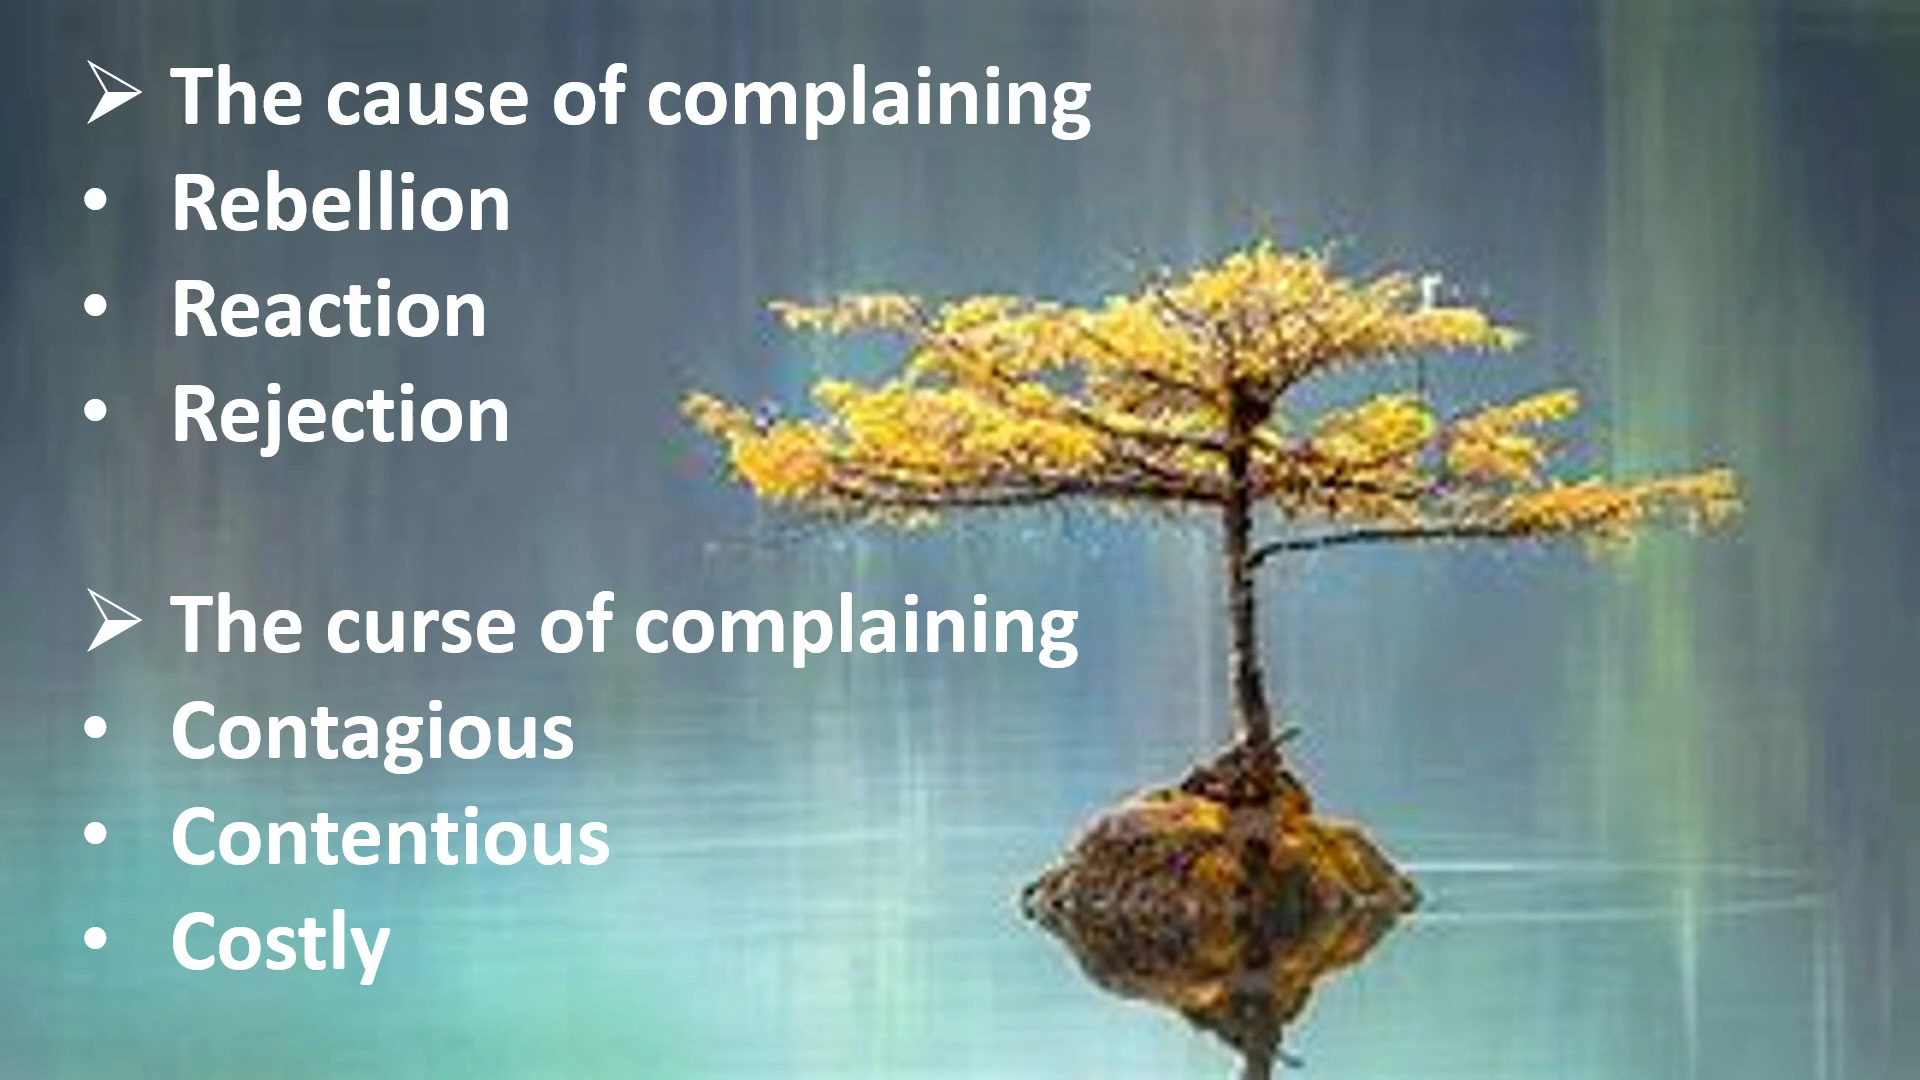 ➢ The cause of complaining
• Rebellion
• Reaction
• Rejection
➢ The curse of complaining
• Contagious
• Contentious
• Costly